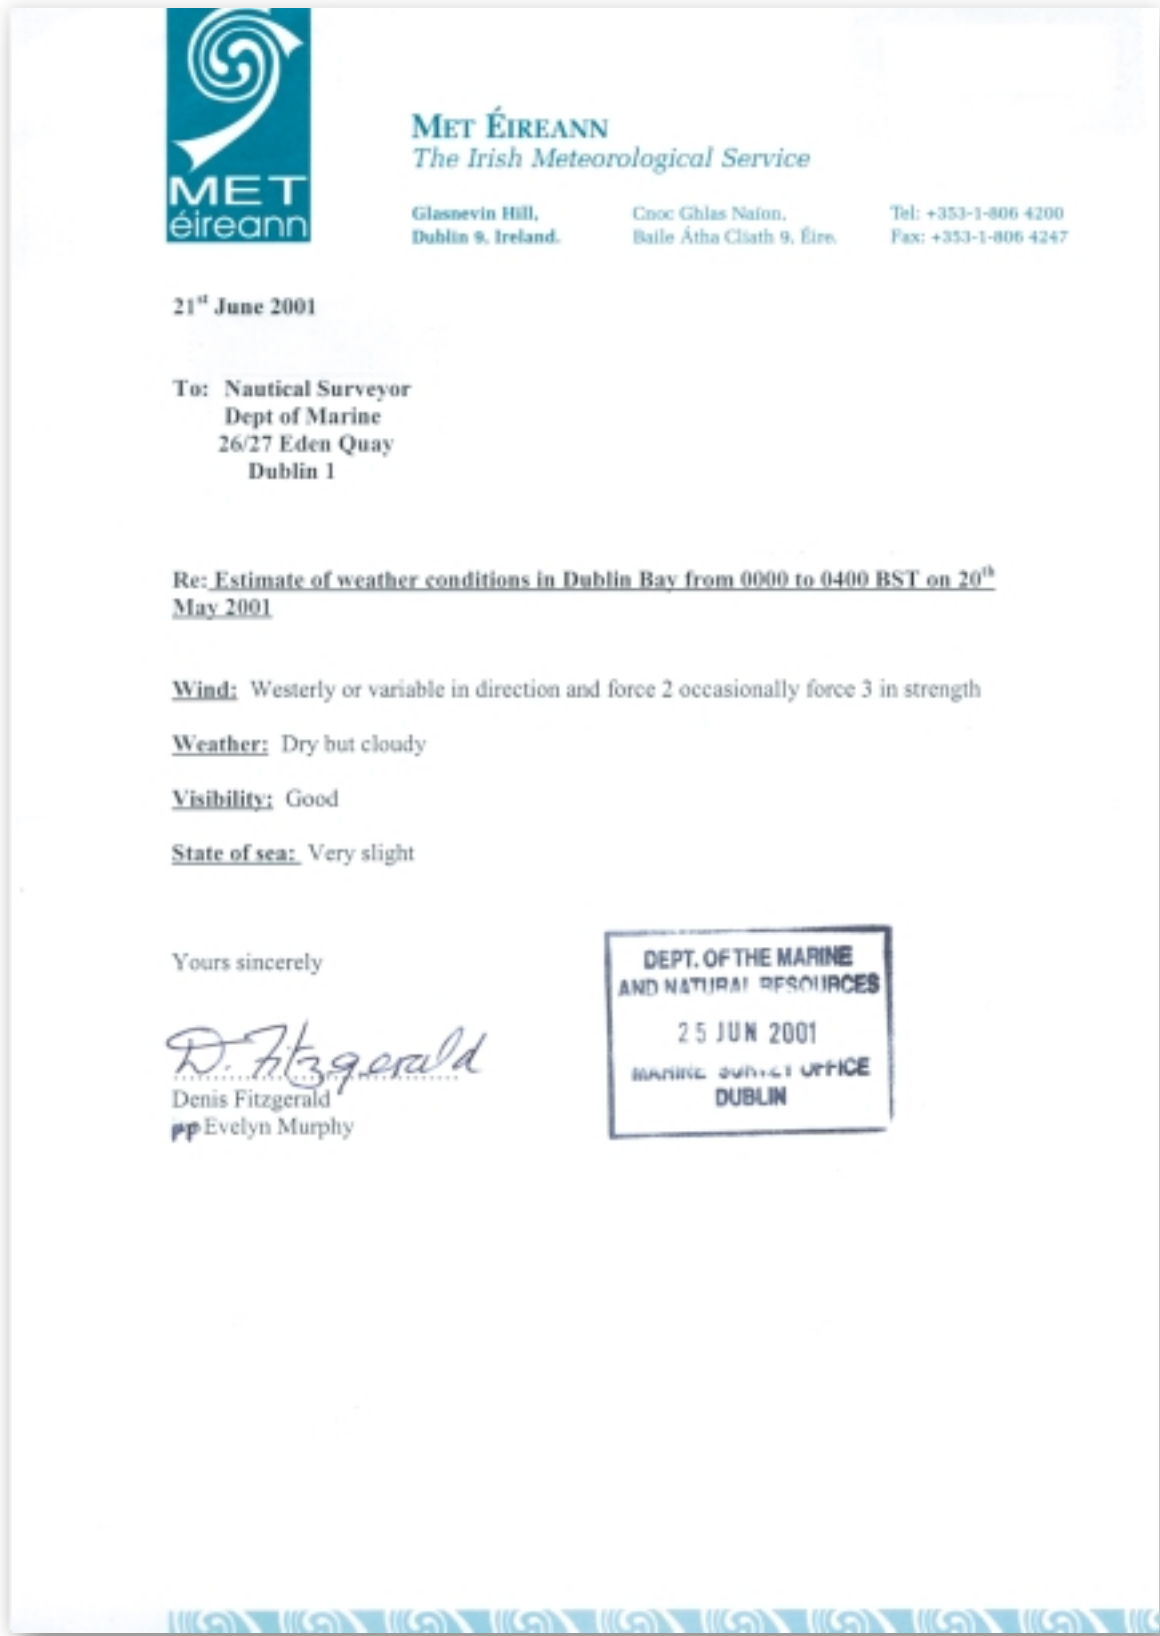 MET
éireann
MET ÉIREANN
The Irish Meteorological Service
Glasnevin Hill,
Dublin 9, Ireland.
Cnoc Ghlas Naíon,
Baile Átha Cliath 9, Éire.
Tel: +353-1-806 4200
Fax: +353-1-806 4247
21st June 2001
To: Nautical Surveyor
Dept of Marine
26/27 Eden Quay
Dublin 1
Re: Estimate of weather conditions in Dublin Bay from 0000 to 0400 BST on 20th
May 2001
Wind: Westerly or variable in direction and force 2 occasionally force 3 in strength
Weather: Dry but cloudy
Visibility: Good
State of sea: Very slight
Yours sincerely
D. Fitzgerald
Denis Fitzgerald
pp Evelyn Murphy
DEPT. OF THE MARINE
AND NATURAL RESOURCES
25 JUN 2001
MARINE SURVEY OFFICE
DUBLIN